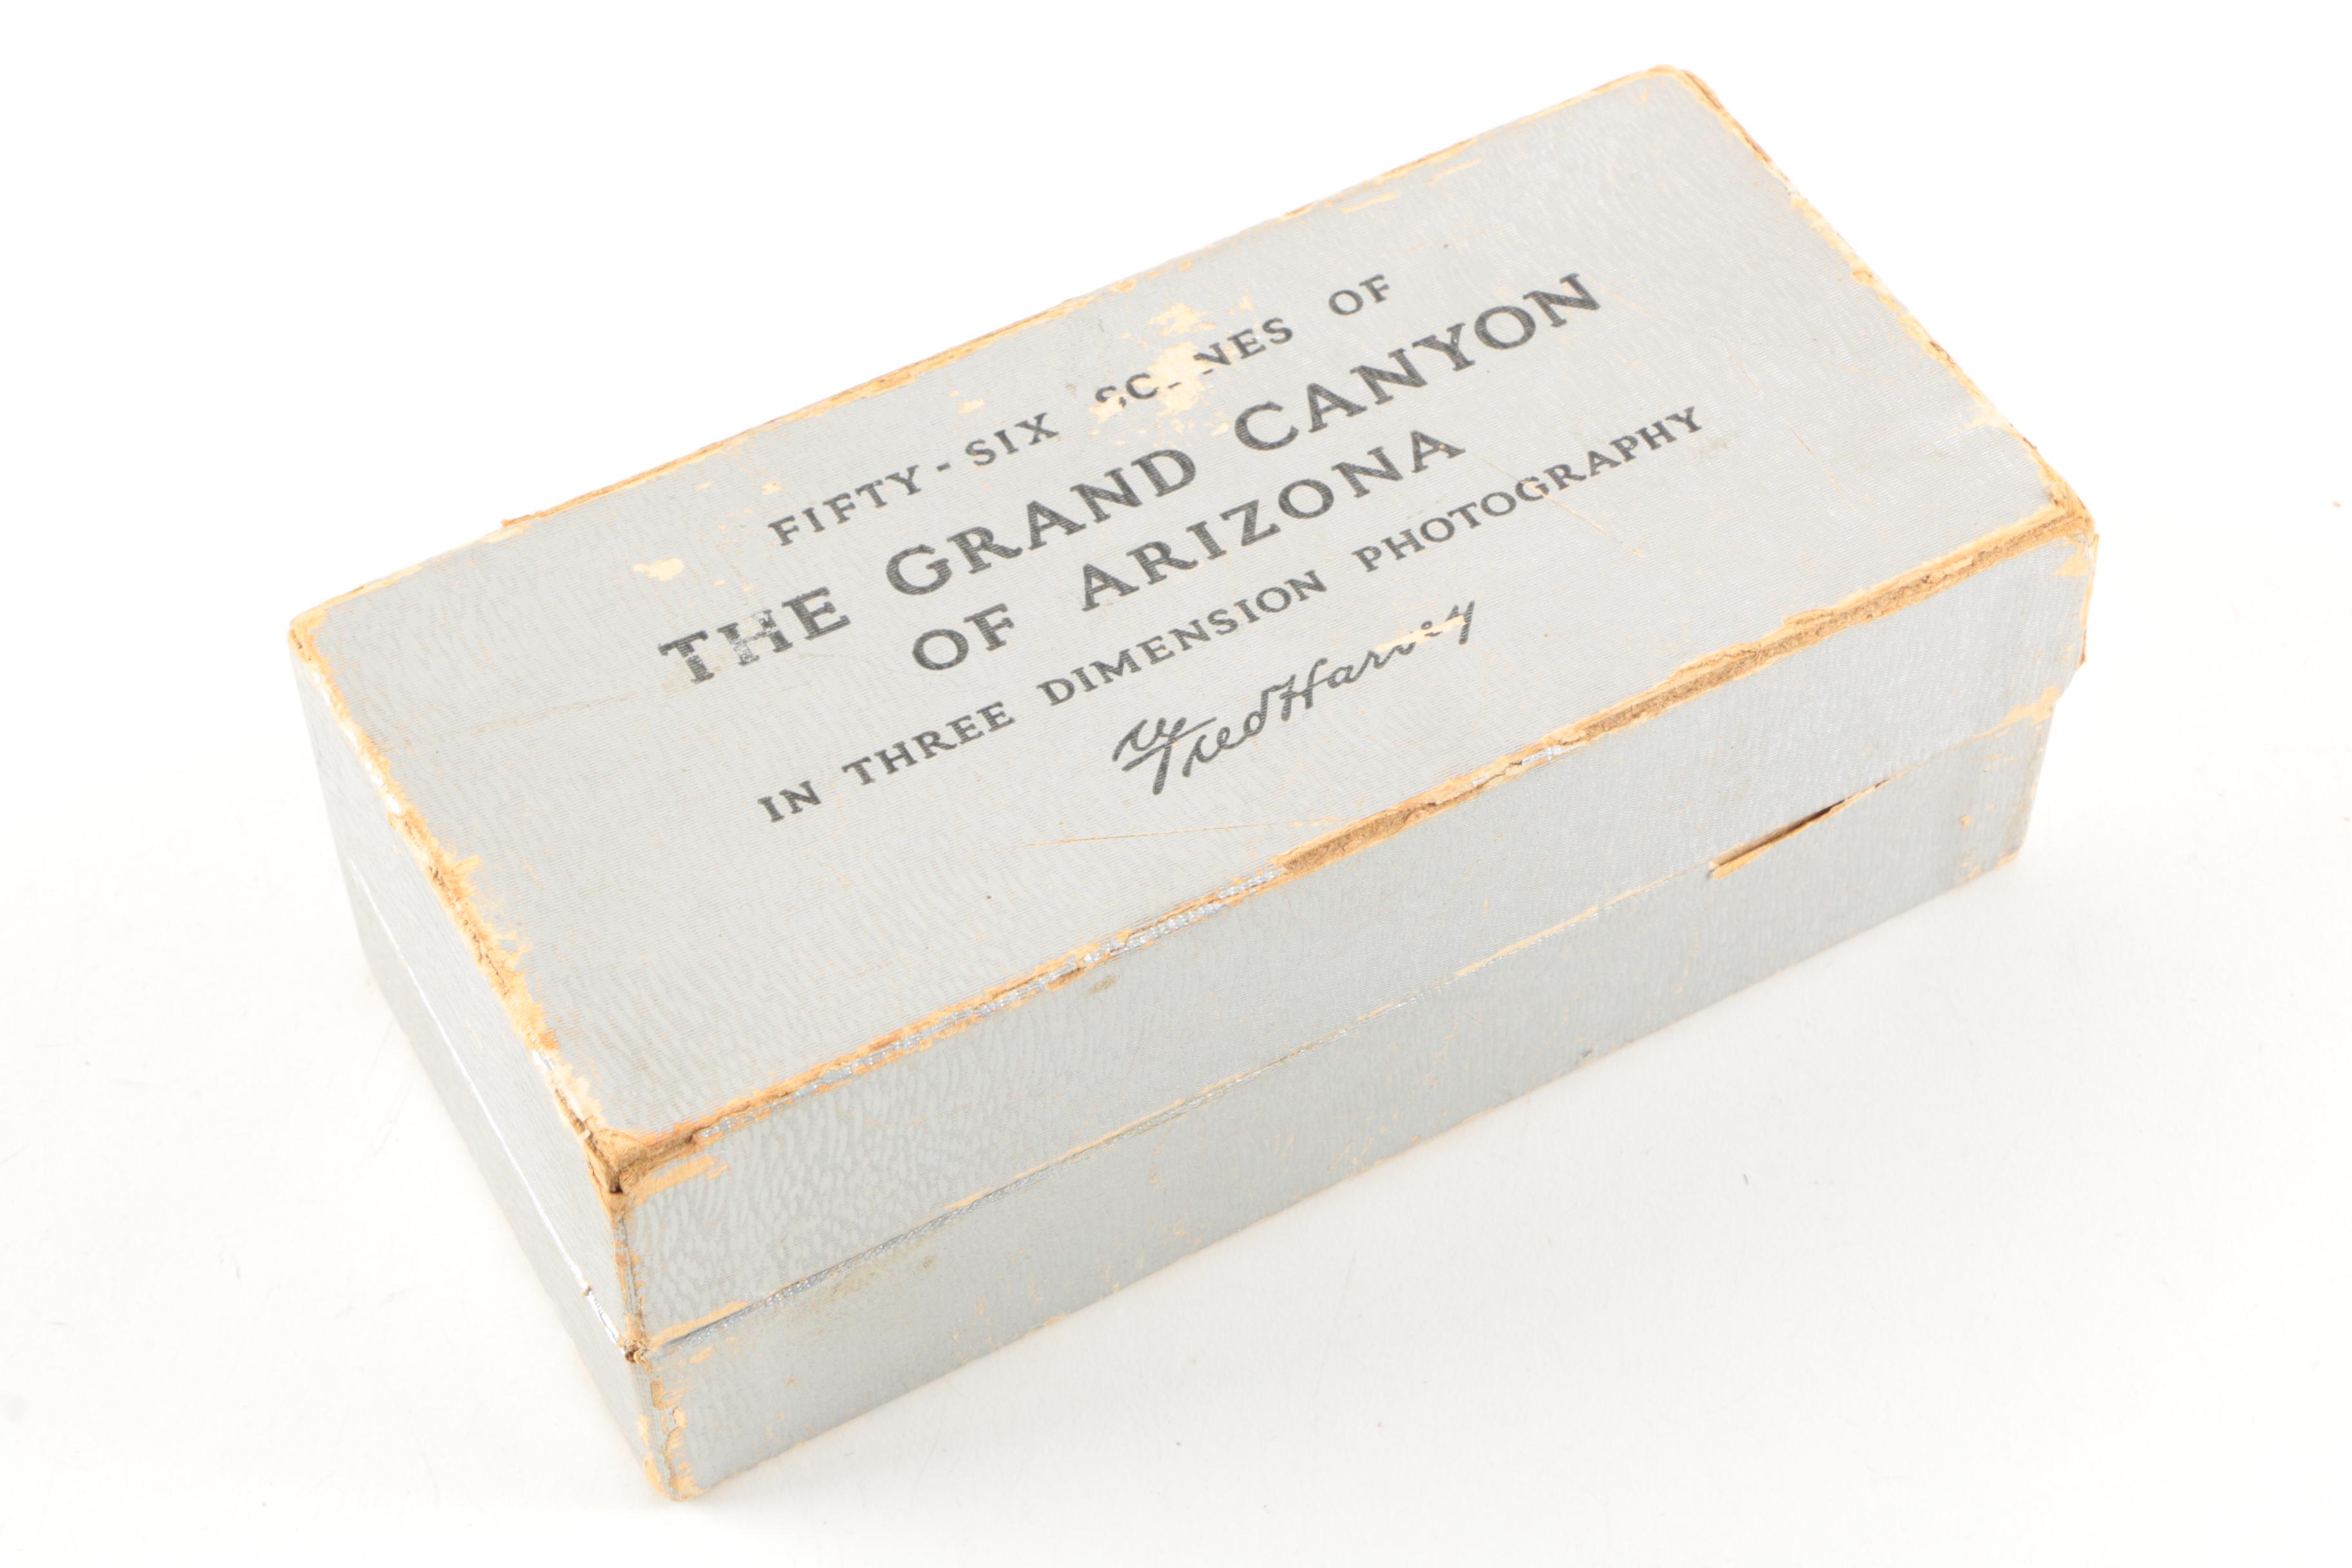 FIFTY-SIX SCENES OF
THE GRAND CANYON
OF ARIZONA
IN THREE DIMENSION PHOTOGRAPHY
Fred Harvey